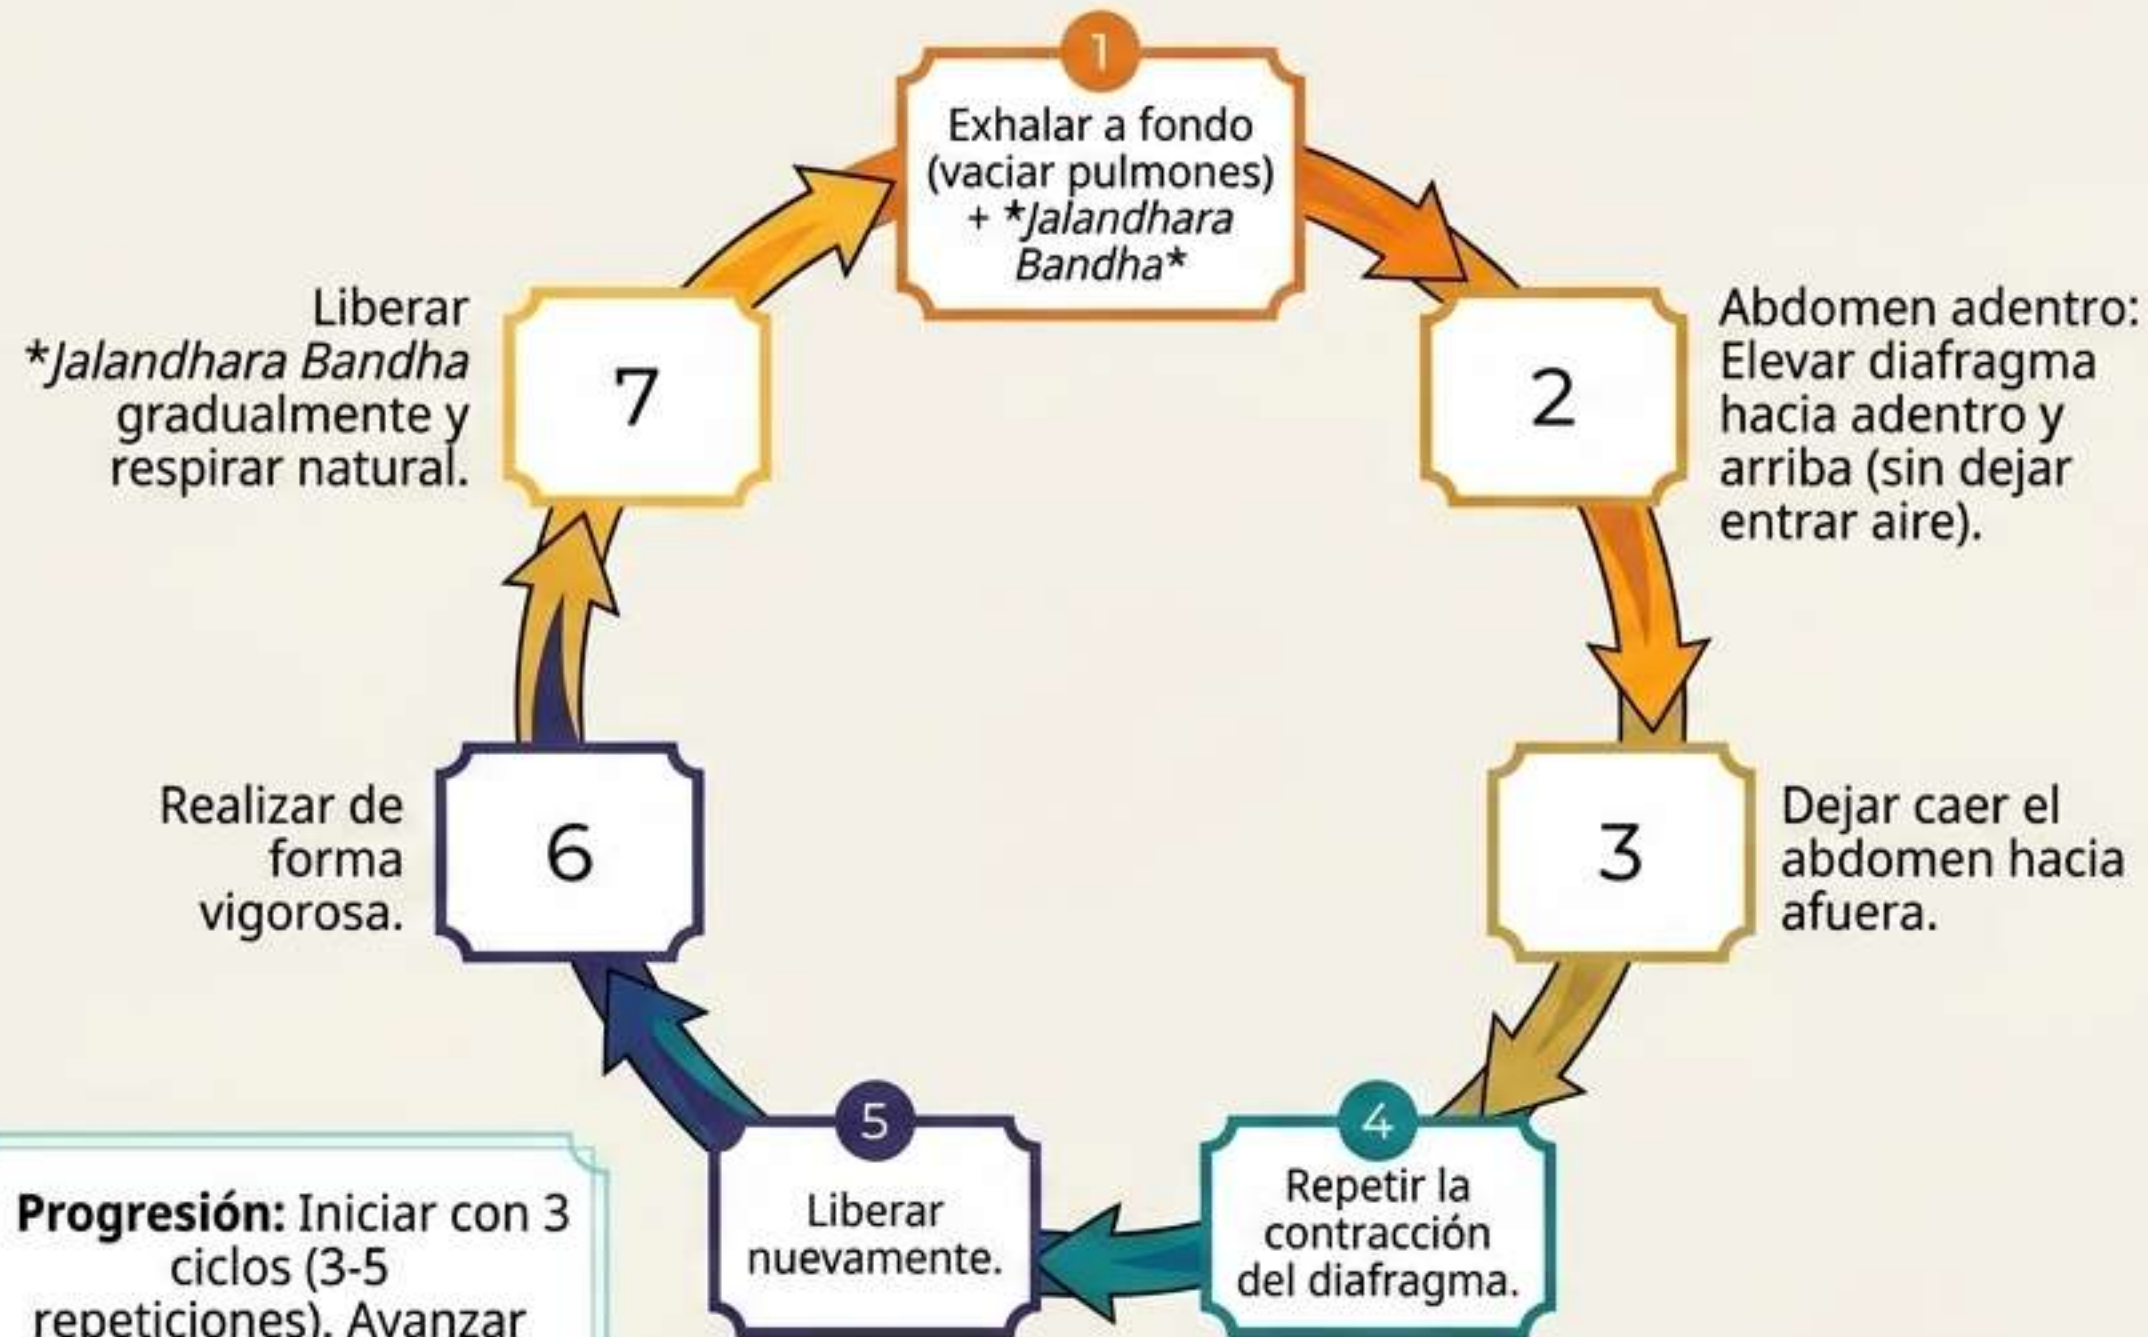 1
Exhalar a fondo
(vaciar pulmones)
+ *Jalandhara
Bandha*
2
Abdomen adentro:
Elevar diafragma
hacia adentro y
arriba (sin dejar
entrar aire).
3
Dejar caer el
abdomen hacia
afuera.
4
Repetir la
contracción
del diafragma.
5
Liberar
nuevamente.
6
Realizar de
forma
vigorosa.
7
Liberar
*Jalandhara Bandha
gradualmente y
respirar natural.
Progresión: Iniciar con 3
ciclos (3-5
repeticiones). Avanzar